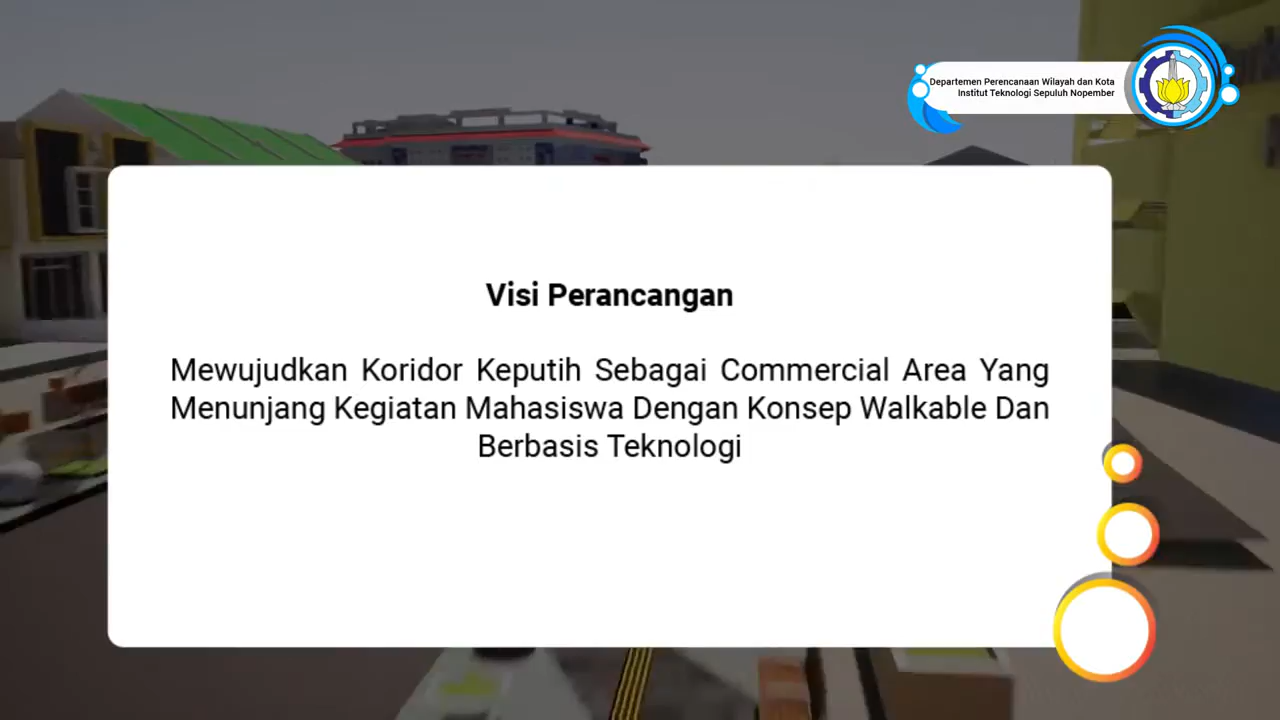 Departemen Perencanaan Wilayah dan Kota
Institut Teknologi Sepuluh Nopember
Visi Perancangan
Mewujudkan Koridor Keputih Sebagai Commercial Area Yang
Menunjang Kegiatan Mahasiswa Dengan Konsep Walkable Dan
Berbasis Teknologi